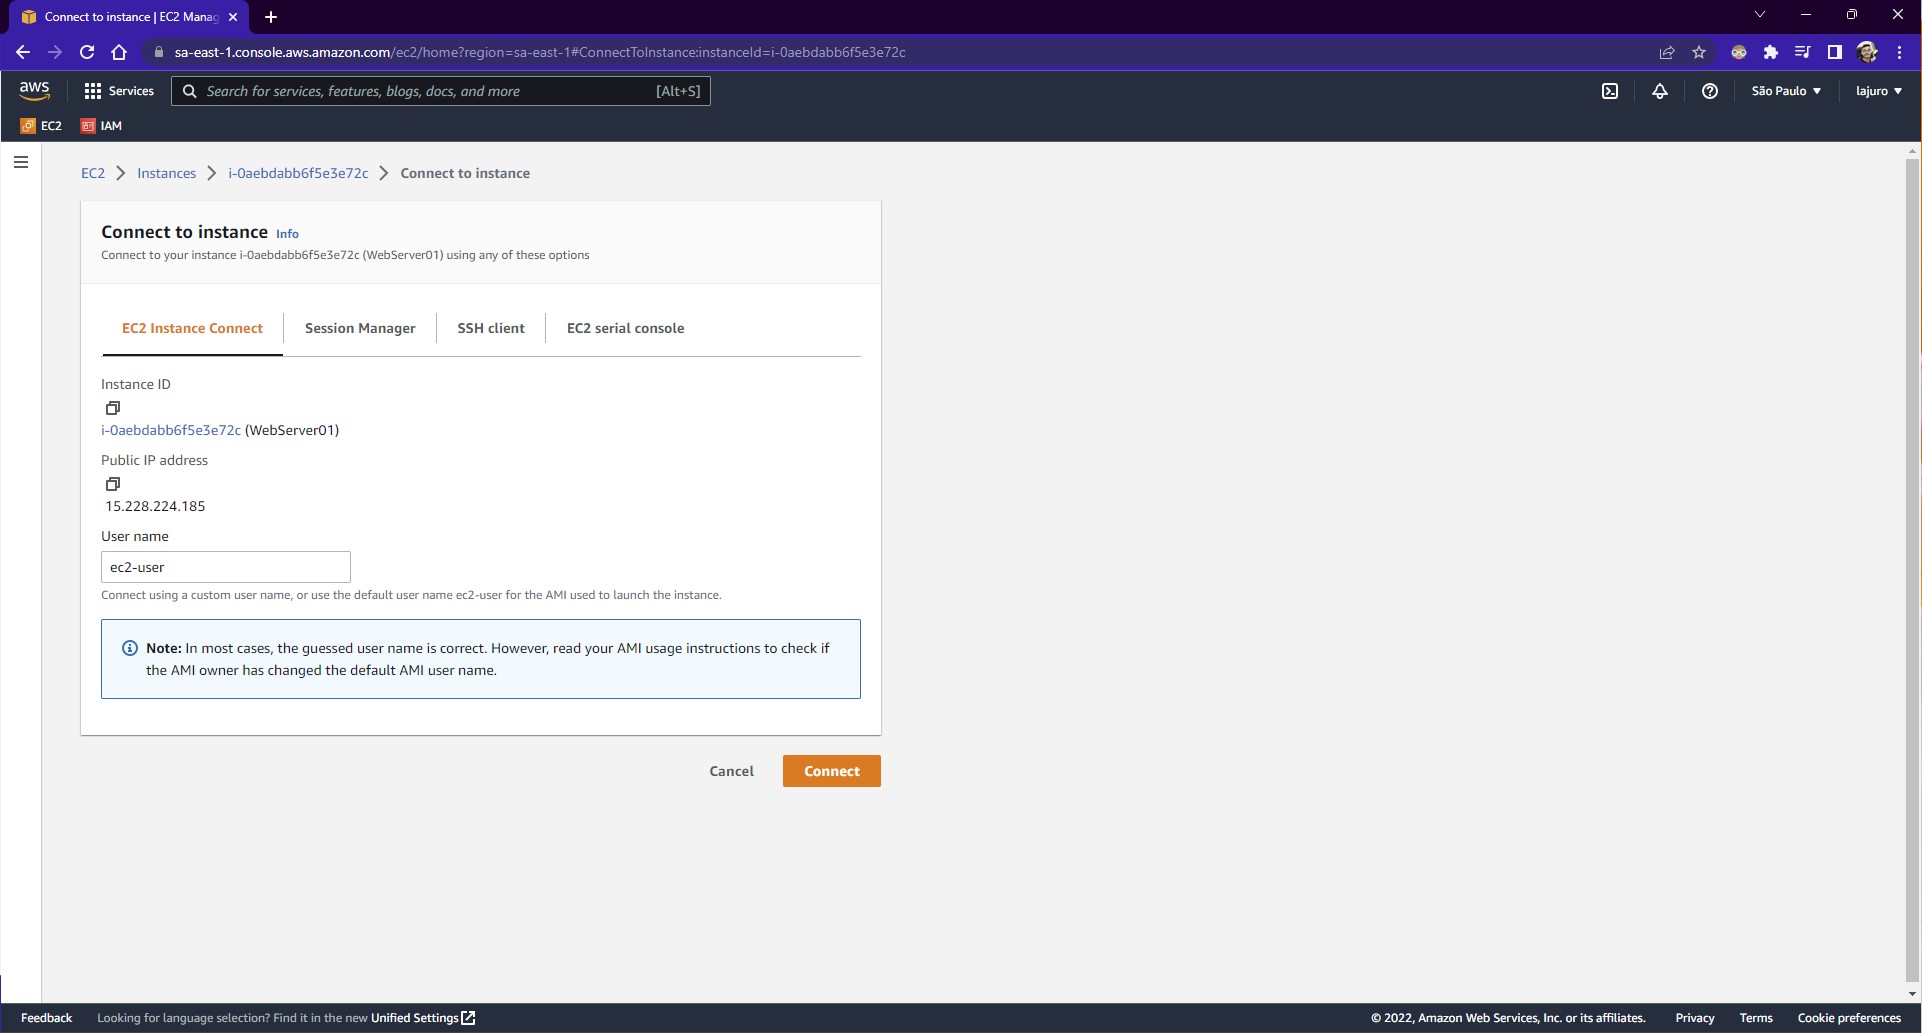 Connect to instance | EC2 Manag
sa-east-1.console.aws.amazon.com/ec2/home?region=sa-east-1#ConnectToInstance:instanceId=i-0aebdabb6f5e3e72c
aws Services Search for services, features, blogs, docs, and more [Alt+S] São Paulo lajuro
EC2 IAM
EC2 Instances i-0aebdabb6f5e3e72c Connect to instance
Connect to instance Info
Connect to your instance i-0aebdabb6f5e3e72c (WebServer01) using any of these options
EC2 Instance Connect Session Manager SSH client EC2 serial console
Instance ID
i-0aebdabb6f5e3e72c (WebServer01)
Public IP address
15.228.224.185
User name
ec2-user
Connect using a custom user name, or use the default user name ec2-user for the AMI used to launch the instance.
Note: In most cases, the guessed user name is correct. However, read your AMI usage instructions to check if
the AMI owner has changed the default AMI user name.
Cancel Connect
Feedback Looking for language selection? Find it in the new Unified Settings © 2022, Amazon Web Services, Inc. or its affiliates. Privacy Terms Cookie preferences